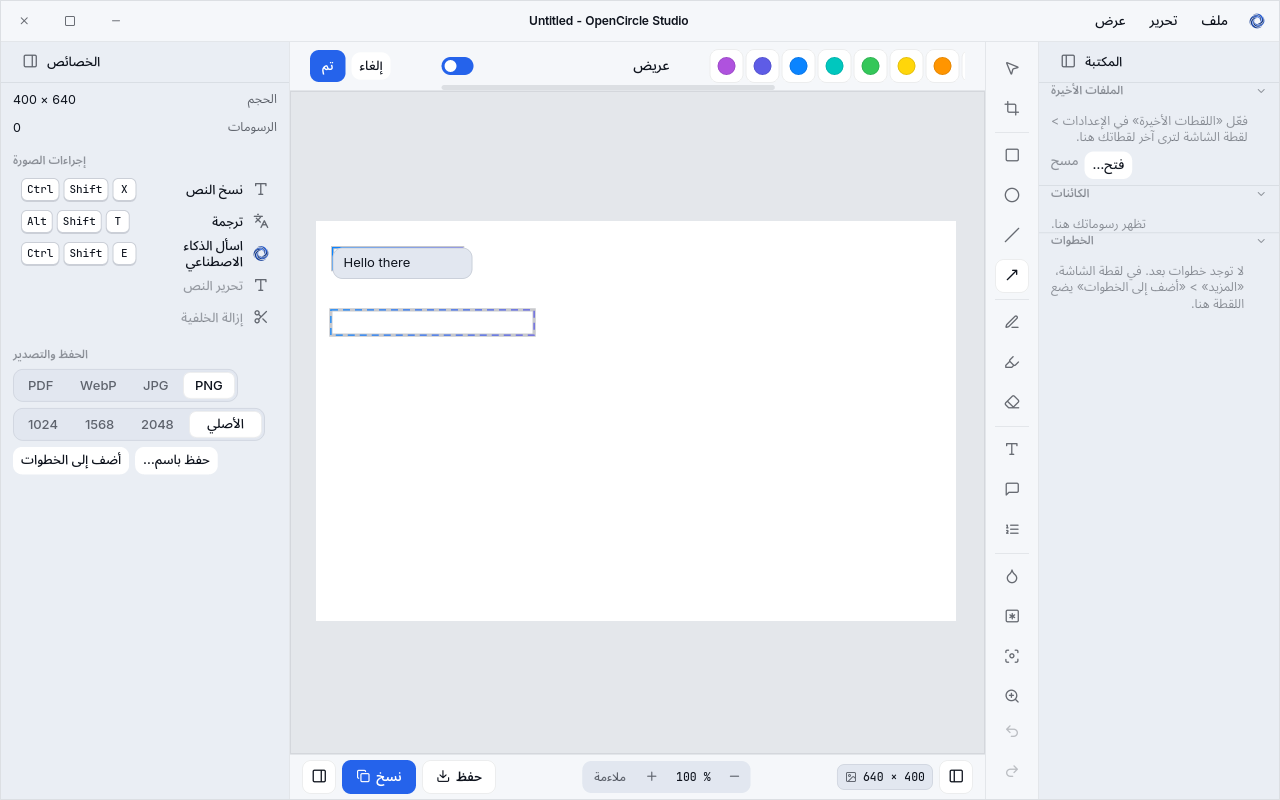 Untitled - OpenCircle Studio
ملف
تحرير
عرض
المكتبة
الملفات الأخيرة
فعّل «اللقطات الأخيرة» في الإعدادات >
لقطة الشاشة لترى آخر لقطاتك هنا.
فتح...
مسح
الكائنات
تظهر رسوماتك هنا.
الخطوات
لا توجد خطوات بعد. في لقطة الشاشة،
«المزيد» > «أضف إلى الخطوات» يضع
اللقطة هنا.
عريض
إلغاء
تم
Hello there
640 × 400
100 %
ملاءمة
حفظ
نسخ
الخصائص
الحجم
400 × 640
الرسومات
0
إجراءات الصورة
نسخ النص
Ctrl Shift X
ترجمة
Alt Shift T
اسأل الذكاء
الاصطناعي
Ctrl Shift E
تحرير النص
إزالة الخلفية
الحفظ والتصدير
PDF WebP JPG PNG
1024 1568 2048 الأصلي
حفظ باسم...
أضف إلى الخطوات